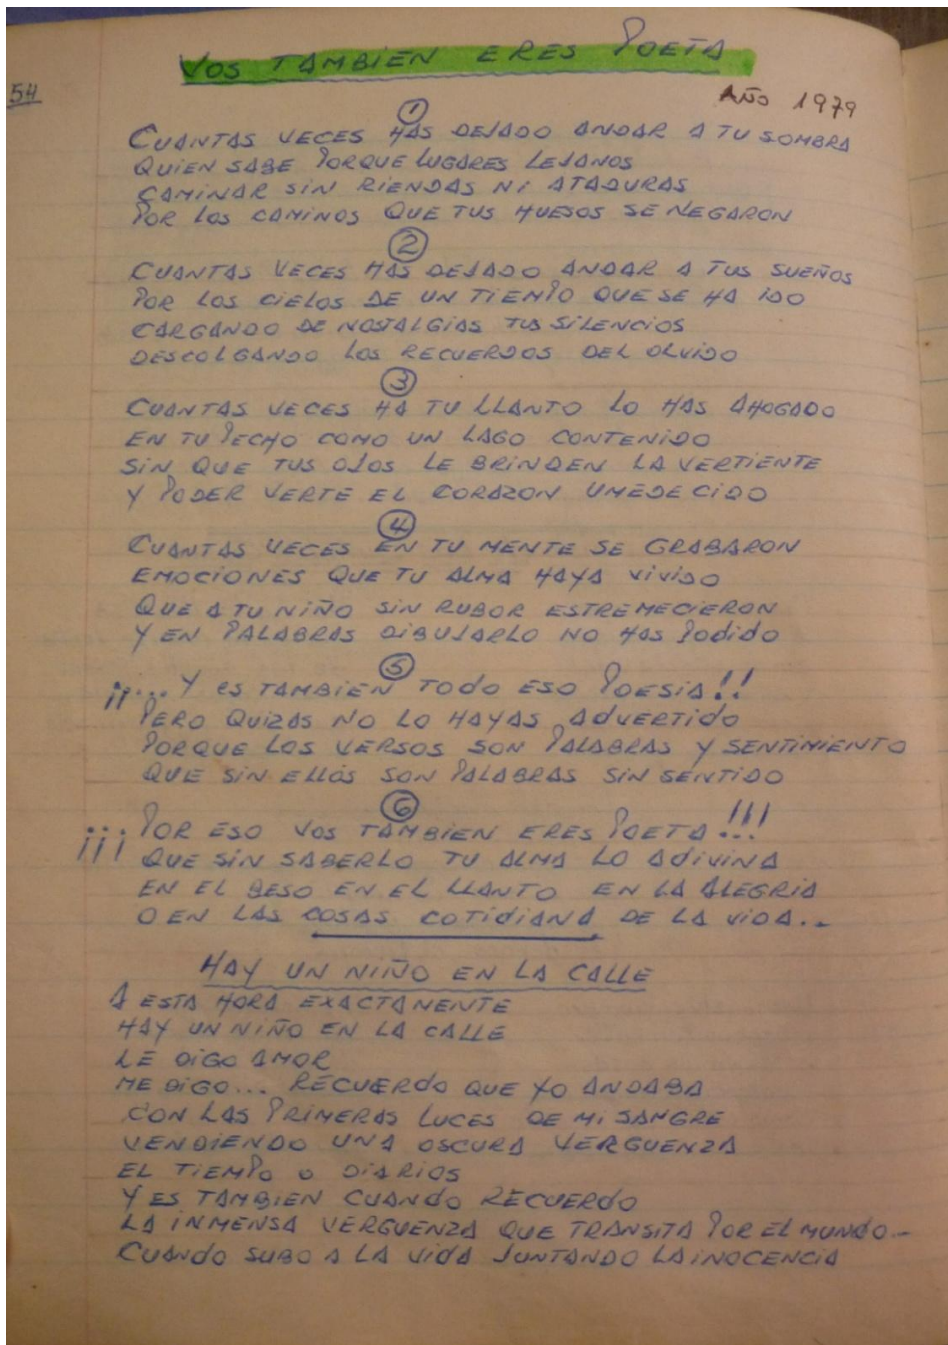 VOS TAMBIEN ERES POETA
54
AÑO 1979
1
CUANTAS VECES HAS DEJADO ANDAR A TU SOMBRA
QUIEN SABE PORQUE LUGARES LEJANOS
CAMINAR SIN RIENDAS NI ATADURAS
POR LOS CAMINOS QUE TUS HUESOS SE NEGARON
2
CUANTAS VECES HAS DEJADO ANDAR A TUS SUEÑOS
POR LOS CIELOS DE UN TIEMPO QUE SE HA IDO
CARGANDO DE NOSTALGIAS TUS SILENCIOS
DESCOLGANDO LOS RECUERDOS DEL OLVIDO
3
CUANTAS VECES HA TU LLANTO LO HAS AHOGADO
EN TU PECHO COMO UN LAGO CONTENIDO
SIN QUE TUS OJOS LE BRINDEN LA VERTIENTE
Y PODER VERTE EL CORAZON UMEDECIDO
4
CUANTAS VECES EN TU MENTE SE GRABARON
EMOCIONES QUE TU ALMA HAYA VIVIDO
QUE A TU NIÑO SIN RUBOR ESTREMECIERON
Y EN PALABRAS DIBUJARLO NO HAS PODIDO
5
¡¡... Y ES TAMBIEN TODO ESO POESIA!!
PERO QUIZAS NO LO HAYAS ADVERTIDO
PORQUE LOS VERSOS SON PALABRAS Y SENTIMIENTO
QUE SIN ELLOS SON PALABRAS SIN SENTIDO
6
¡¡¡ POR ESO VOS TAMBIEN ERES POETA!!!
QUE SIN SABERLO TU ALMA LO ADIVINA
EN EL BESO EN EL LLANTO EN LA ALEGRIA
O EN LAS COSAS COTIDIANA DE LA VIDA..
HAY UN NIÑO EN LA CALLE
A ESTA HORA EXACTAMENTE
HAY UN NIÑO EN LA CALLE
LE DIGO AMOR
ME DIGO... RECUERDO QUE YO ANDABA
CON LAS PRIMERAS LUCES DE MI SANGRE
VENDIENDO UNA OSCURA VERGUENZA
EL TIEMPO O DIARIOS
Y ES TAMBIEN CUANDO RECUERDO
LA INMENSA VERGUENZA QUE TRANSITA POR EL MUNDO..
CUANDO SUBO A LA VIDA JUNTANDO LA INOCENCIA